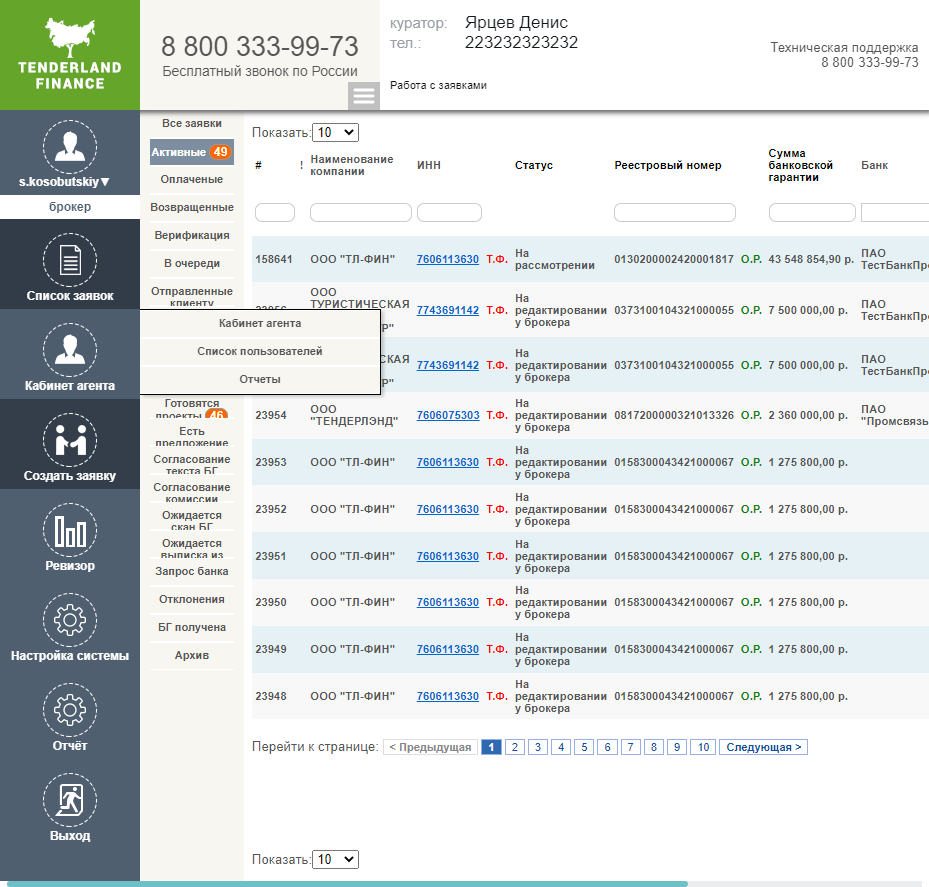 TENDERLAND
FINANCE
8 800 333-99-73
Бесплатный звонок по России
куратор: Ярцев Денис
тел.: 223232323232
Работа с заявками
Техническая поддержка
8 800 333-99-73
s.kosobutskiy▼
брокер
Список заявок
Кабинет агента
Создать заявку
Ревизор
Настройка системы
Отчёт
Выход
Все заявки
Активные 49
Оплаченые
Возвращенные
Верификация
В очереди
Отправленные
клиенту
Кабинет агента
Список пользователей
Отчеты
Готовятся
проекты 46
Есть
предложение
Согласование
текста БГ
Согласование
комиссии
Ожидается
скан БГ
Ожидается
выписка из
Запрос банка
Отклонения
БГ получена
Архив
Показать: 10
# ! Наименование компании ИНН Статус Реестровый номер Сумма банковской гарантии Банк
158641 ООО "ТЛ-ФИН" 7606113630 Т.Ф. На рассмотрении 0130200002420001817 О.Р. 43 548 854,90 р. ПАО ТестБанкПро
ООО ТУРИСТИЧЕСКАЯ Р" 7743691142 Т.Ф. На редактировании у брокера 0373100104321000055 О.Р. 7 500 000,00 р. ПАО ТестБанкПро
СКАЯ Р" 7743691142 Т.Ф. На редактировании у брокера 0373100104321000055 О.Р. 7 500 000,00 р. ПАО ТестБанкПро
23954 ООО "ТЕНДЕРЛЭНД" 7606075303 Т.Ф. На редактировании у брокера 0817200000321013326 О.Р. 2 360 000,00 р. ПАО "Промсвязь
23953 ООО "ТЛ-ФИН" 7606113630 Т.Ф. На редактировании у брокера 0158300043421000067 О.Р. 1 275 800,00 р.
23952 ООО "ТЛ-ФИН" 7606113630 Т.Ф. На редактировании у брокера 0158300043421000067 О.Р. 1 275 800,00 р.
23951 ООО "ТЛ-ФИН" 7606113630 Т.Ф. На редактировании у брокера 0158300043421000067 О.Р. 1 275 800,00 р.
23950 ООО "ТЛ-ФИН" 7606113630 Т.Ф. На редактировании у брокера 0158300043421000067 О.Р. 1 275 800,00 р.
23949 ООО "ТЛ-ФИН" 7606113630 Т.Ф. На редактировании у брокера 0158300043421000067 О.Р. 1 275 800,00 р.
23948 ООО "ТЛ-ФИН" 7606113630 Т.Ф. На редактировании у брокера 0158300043421000067 О.Р. 1 275 800,00 р.
Перейти к странице: < Предыдущая 1 2 3 4 5 6 7 8 9 10 Следующая >
Показать: 10